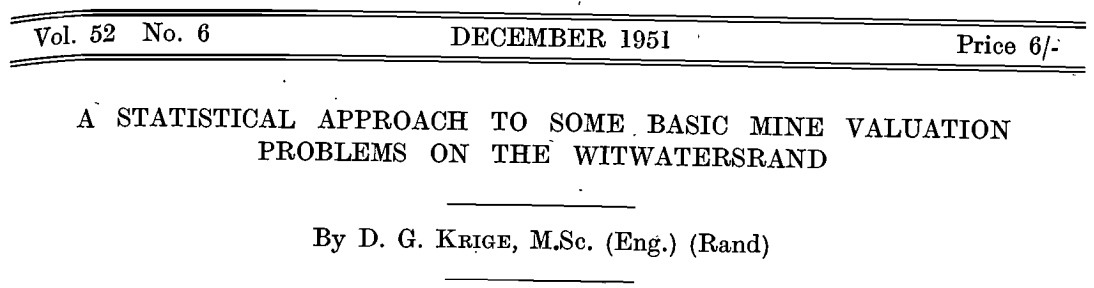 Vol. 52 No. 6 DECEMBER 1951 Price 6/-
A STATISTICAL APPROACH TO SOME BASIC MINE VALUATION
PROBLEMS ON THE WITWATERSRAND
By D. G. KRIGE, M.Sc. (Eng.) (Rand)